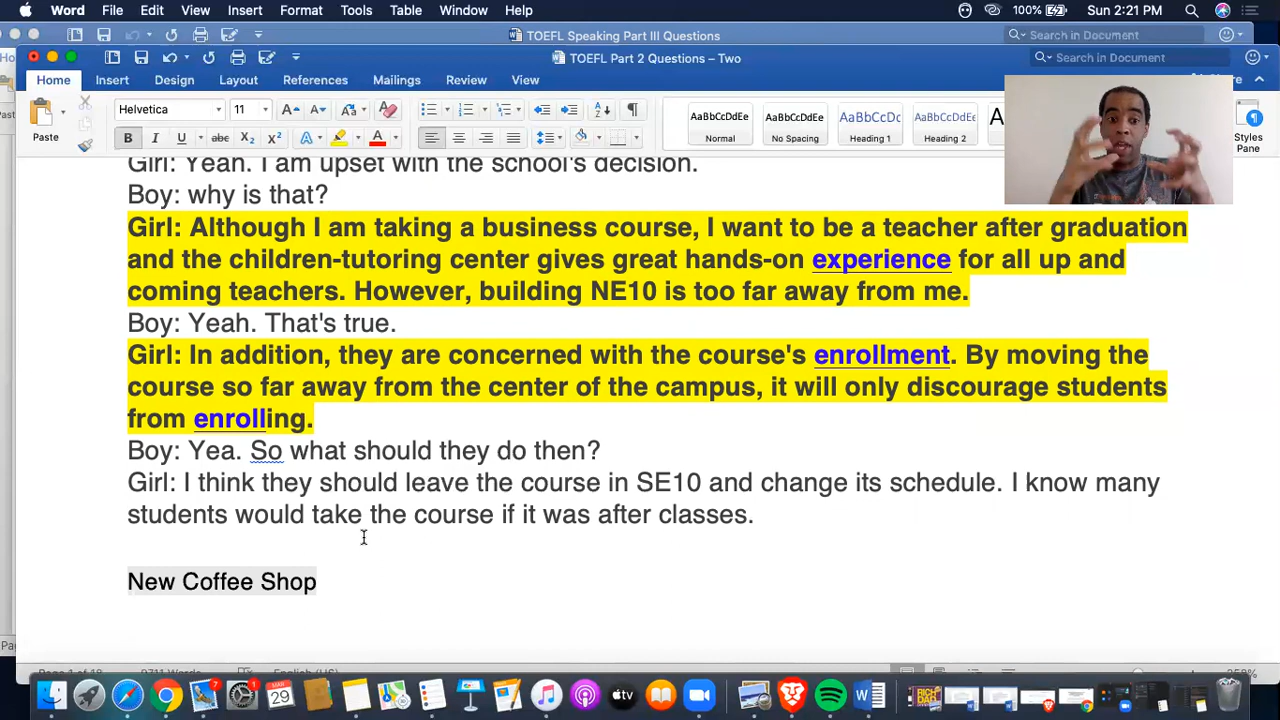 Word File Edit View Insert Format Tools Table Window Help 100% Sun 2:21 PM
TOEFL Speaking Part III Questions Search in Document
TOEFL Part 2 Questions – Two Search in Document
Home Insert Design Layout References Mailings Review View
Paste Helvetica 11 AaBbCcDdEe AaBbCcDdEe AaBbCcDc AaBbCcDdEe Styles
B I U abc X₂ X² A A Normal No Spacing Heading 1 Heading 2 Pane
Girl: Yeah. I am upset with the school's decision.
Boy: why is that?
Girl: Although I am taking a business course, I want to be a teacher after graduation
and the children-tutoring center gives great hands-on experience for all up and
coming teachers. However, building NE10 is too far away from me.
Boy: Yeah. That's true.
Girl: In addition, they are concerned with the course's enrollment. By moving the
course so far away from the center of the campus, it will only discourage students
from enrolling.
Boy: Yea. So what should they do then?
Girl: I think they should leave the course in SE10 and change its schedule. I know many
students would take the course if it was after classes.
New Coffee Shop